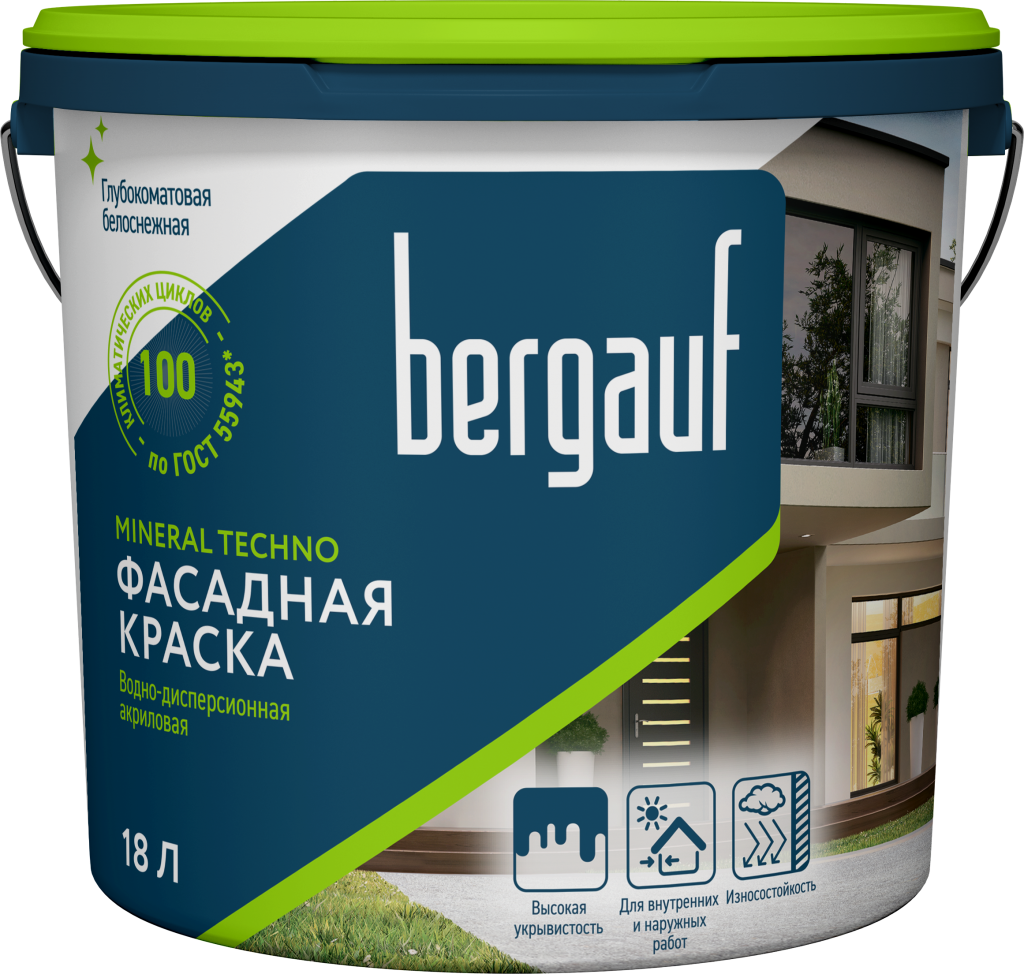 Глубокоматовая
белоснежная
КЛИМАТИЧЕСКИХ ЦИКЛОВ
100
по ГОСТ 55943*
bergauf
MINERAL TECHNO
ФАСАДНАЯ
КРАСКА
Водно-дисперсионная
акриловая
18 Л
Высокая
укрывистость
Для внутренних
и наружных
работ
Износостойкость